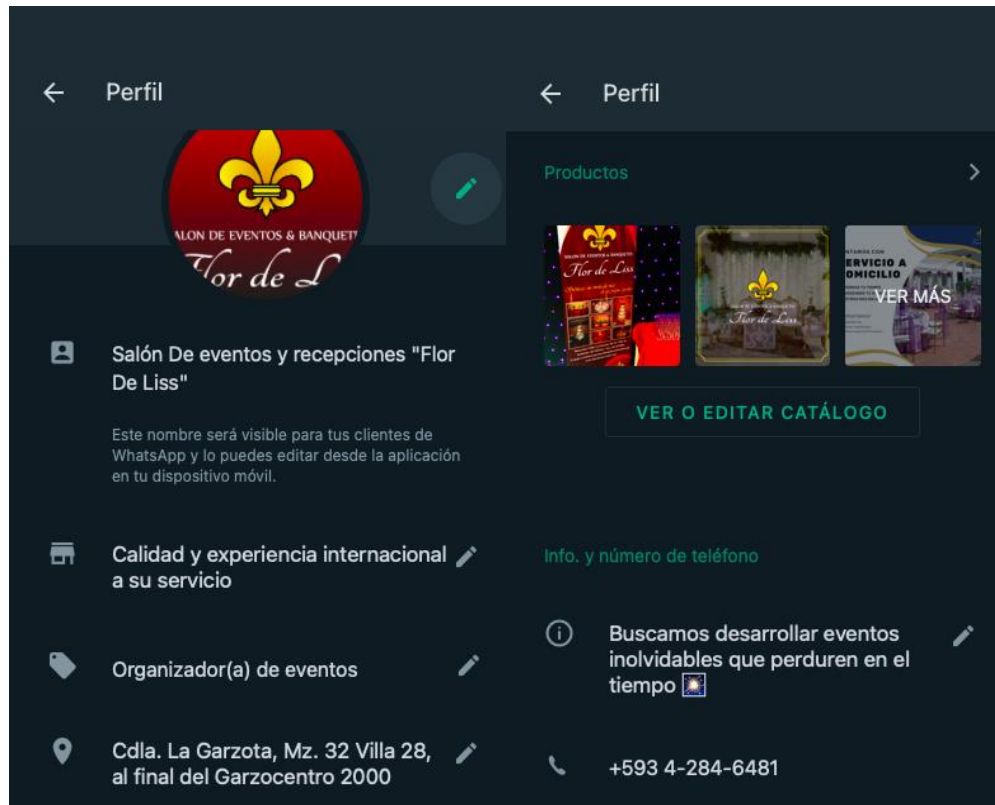 Perfil
SALON DE EVENTOS & BANQUET
Flor de L
Salón De eventos y recepciones "Flor
De Liss"
Este nombre será visible para tus clientes de
WhatsApp y lo puedes editar desde la aplicación
en tu dispositivo móvil.
Calidad y experiencia internacional
a su servicio
Organizador(a) de eventos
Cdla. La Garzota, Mz. 32 Villa 28,
al final del Garzocentro 2000
Perfil
Productos
Flor de Liss
Flor de Liss
ERVICIO A
OMICILIO
VER MÁS
VER O EDITAR CATÁLOGO
Info. y número de teléfono
Buscamos desarrollar eventos
inolvidables que perduren en el
tiempo 🎆
+593 4-284-6481